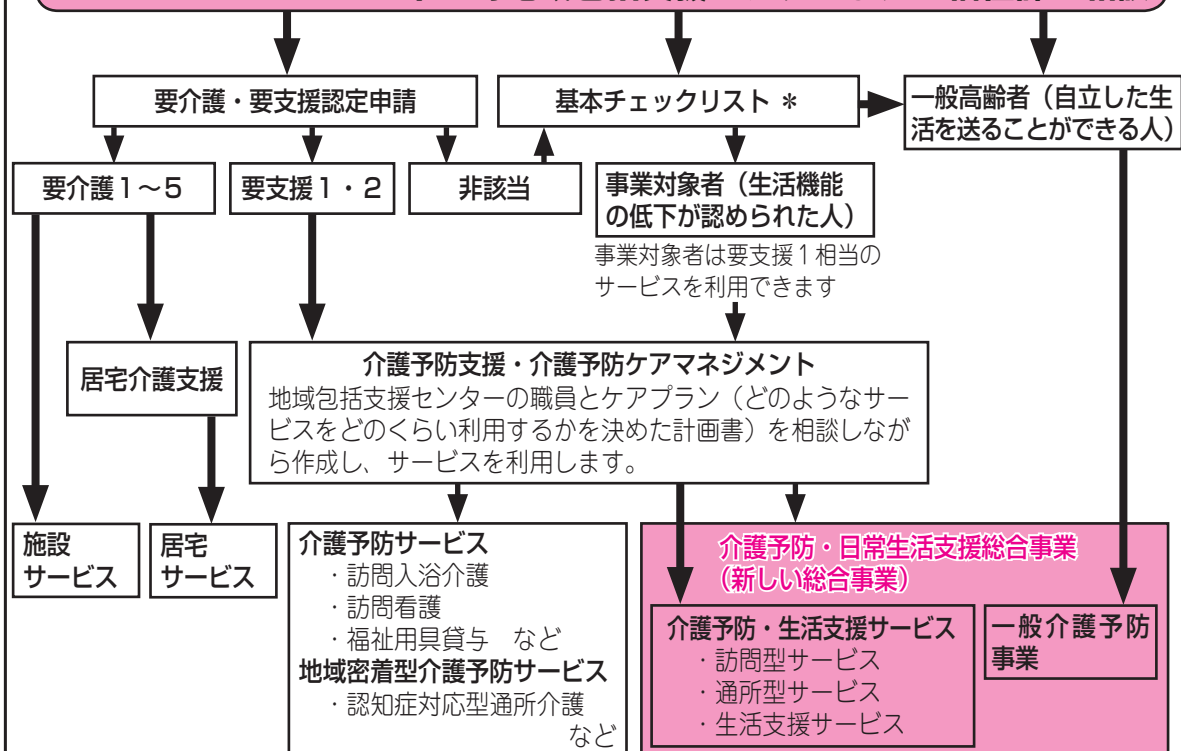 要介護・要支援認定申請
基本チェックリスト ＊
一般高齢者（自立した生
活を送ることができる人）
要介護１～５
要支援１・２
非該当
事業対象者（生活機能
の低下が認められた人）
事業対象者は要支援１相当の
サービスを利用できます
居宅介護支援
介護予防支援・介護予防ケアマネジメント
地域包括支援センターの職員とケアプラン（どのようなサー
ビスをどのくらい利用するかを決めた計画書）を相談しなが
ら作成し、サービスを利用します。
施設
サービス
居宅
サービス
介護予防サービス
・訪問入浴介護
・訪問看護
・福祉用具貸与　など
地域密着型介護予防サービス
・認知症対応型通所介護
など
介護予防・日常生活支援総合事業
（新しい総合事業）
介護予防・生活支援サービス
・訪問型サービス
・通所型サービス
・生活支援サービス
一般介護予防
事業